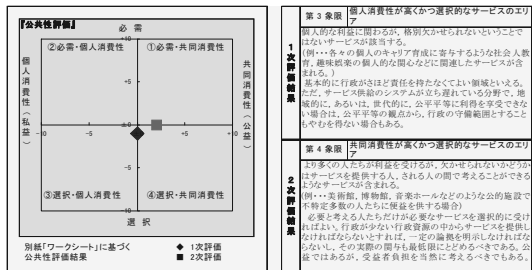 『公共性評価』
必 需
②必需・個人消費性
①必需・共同消費性
+10
+5
個人消費性（私益）
共同消費性（公益）
-10
-5
0
+5
-5
③選択・個人消費性
④選択・共同消費性
-10
選 択
別紙「ワークシート」に基づく
公共性評価結果
◆ 1次評価
■ 2次評価
1次評価結果
第３象限
個人消費性が高くかつ選択的なサービスのエリ
ア
個人的な利益に関わるが，格別欠かせられないということで
はないサービスが該当する。
（例・・・各々の個人のキャリア育成に寄与するような社会人教
育，趣味娯楽の個人的な関心などに関連したサービスが含
まれる。）
基本的に行政がさほど責任を持たなくてよい領域といえる。
ただ，サービス供給のシステムが立ち遅れている分野で，地
域的に，あるいは，世代的に，公平平等に利得を享受できな
い場合は，公平平等の観点から，行政の守備範囲とすること
もやむを得ない場合もある。
2次評価結果
第４象限
共同消費性が高くかつ選択的なサービスのエリ
ア
より多くの人たちが利益を受けるが，欠かせられないかどうか
はサービスを提供する人，される人の間で考えることができる
ようなサービスが含まれる。
（例・・・美術館，博物館，音楽ホールなどのような公的施設で
不特定多数の人たちに便益を供する場合）
必要と考える人たちだけが必要なサービスを選択的に受け
ればよい。行政が少ない行政資源の中からサービスを提供し
なければならないとすれば，一定の論拠を明示しなければな
らないし，その実際の関与も最低限にとどめるべきである。公
益ではあるが，受益者負担を当然に考えるべきでもある。